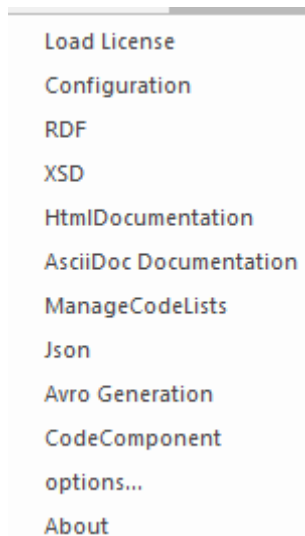 Load License
Configuration
RDF
XSD
HtmlDocumentation
AsciiDoc Documentation
ManageCodeLists
Json
Avro Generation
CodeComponent
options...
About